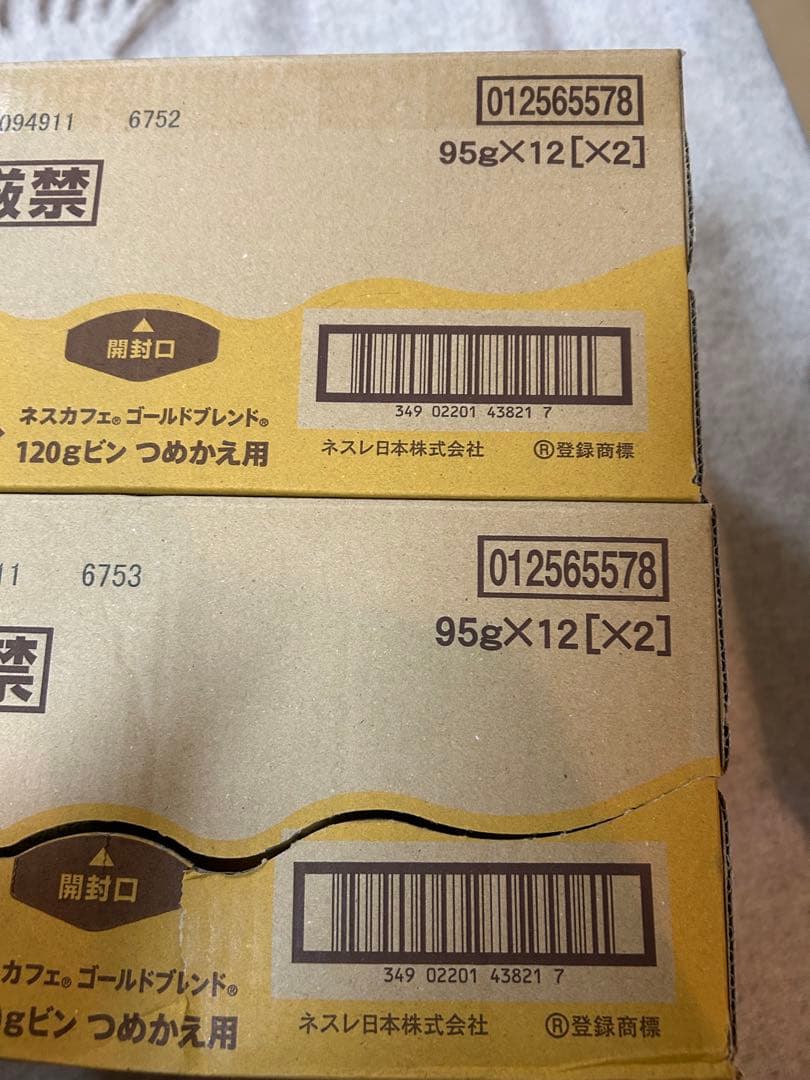 094911 6752
012565578
95g×12[×2]
厳禁
開封口
349 02201 43821 7
ネスカフェ® ゴールドブレンド®
120gビン つめかえ用
ネスレ日本株式会社 ®登録商標
11 6753
012565578
95g×12[×2]
禁
開封口
349 02201 43821 7
カフェ® ゴールドブレンド®
gビン つめかえ用
ネスレ日本株式会社 ®登録商標